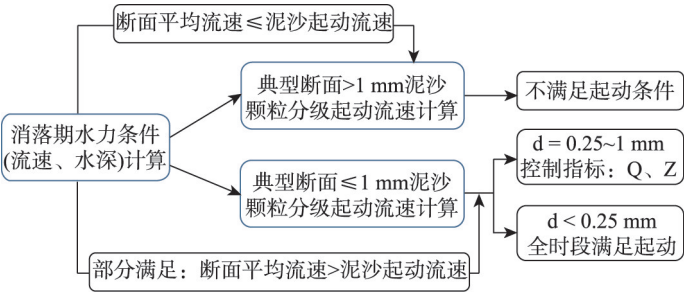 断面平均流速≤泥沙起动流速
典型断面>1 mm泥沙
颗粒分级起动流速计算
不满足起动条件
消落期水力条件
(流速、水深)计算
d = 0.25~1 mm
控制指标：Q、Z
典型断面≤1 mm泥沙
颗粒分级起动流速计算
d < 0.25 mm
全时段满足起动
部分满足：断面平均流速>泥沙起动流速